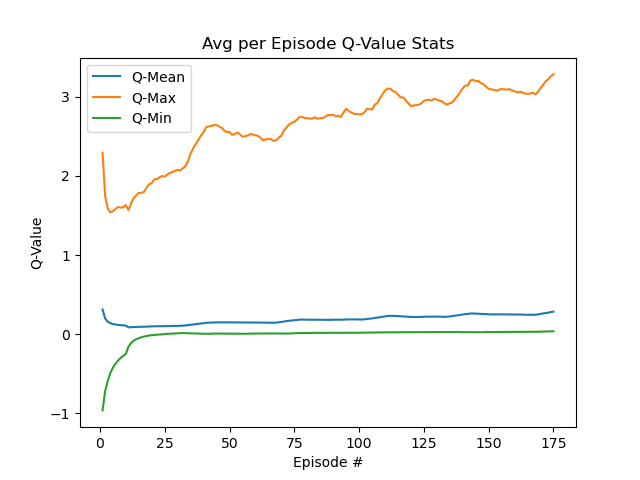 Avg per Episode Q-Value Stats
Q-Mean
Q-Max
Q-Min
Q-Value
3
2
1
0
−1
0 25 50 75 100 125 150 175
Episode #